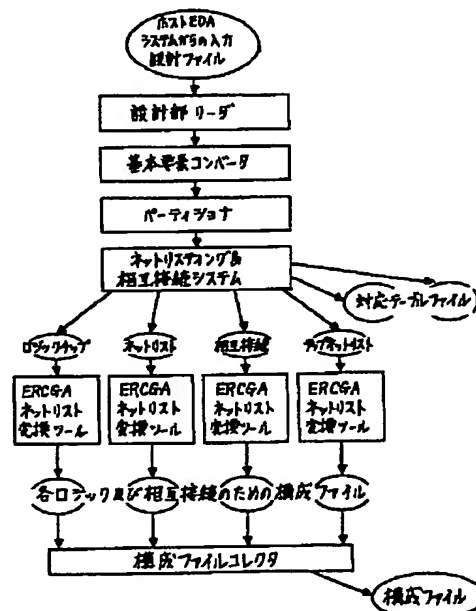 ホストEDA
システムからの入力
設計ファイル
設計部リーダ
基本要素コンバータ
パーティショナ
ネットリスティング&
相互接続システム
対応テーブルファイル
ロジックチップ
ネットリスト
相互接続
チップネットリスト
ERCGA
ネットリスト
変換ツール
ERCGA
ネットリスト
変換ツール
ERCGA
ネットリスト
変換ツール
ERCGA
ネットリスト
変換ツール
各ロジック及び相互接続のための構成ファイル
構成ファイルコレクタ
構成ファイル